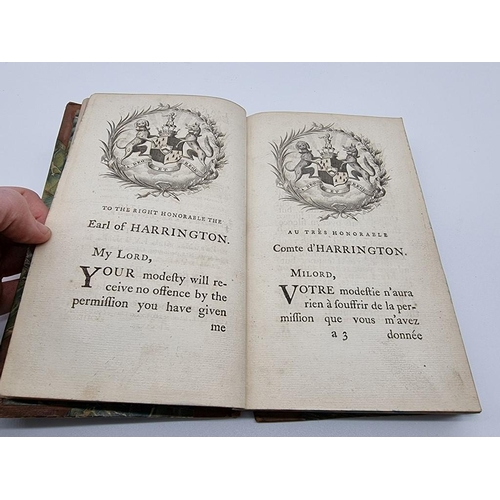 TO THE RIGHT HONORABLE THE
Earl of HARRINGTON.
My LORD,
YOUR modeſty will re-
ceive no offence by the
permiſſion you have given
me
AU TRÈS HONORABLE
Comte d'HARRINGTON.
MILORD,
VOTRE modeſtie n'aura
rien à ſouffrir de la per-
miſſion que vous m'avez
a 3 donnée